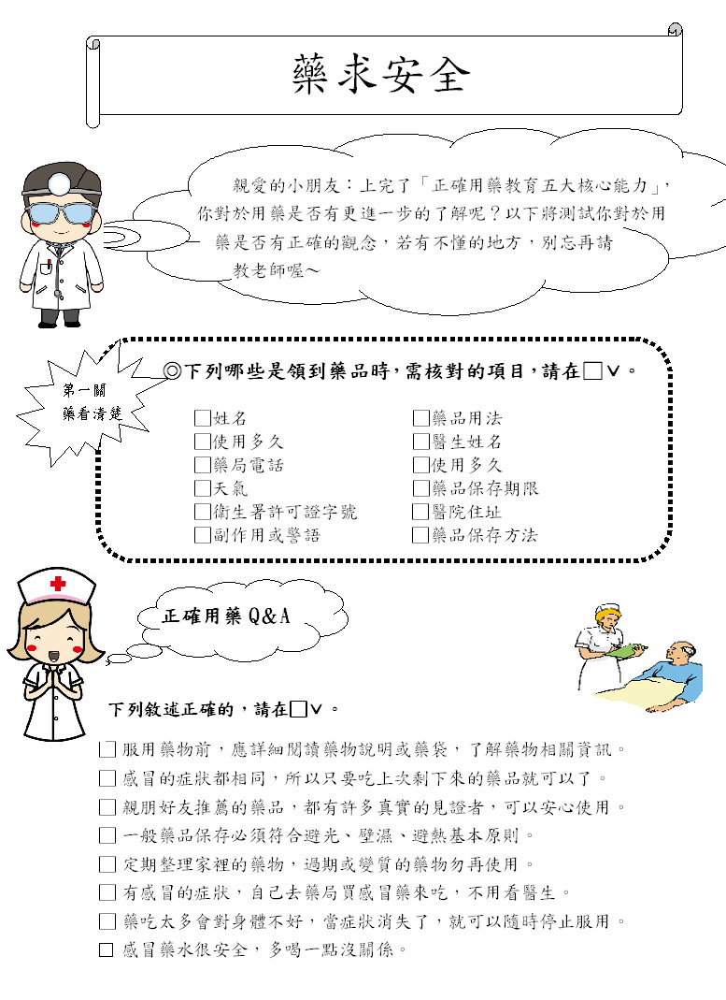 藥求安全
親愛的小朋友：上完了「正確用藥教育五大核心能力」，
你對於用藥是否有更進一步的了解呢？以下將測試你對於用
藥是否有正確的觀念，若有不懂的地方，別忘再請
教老師喔～
第一關
藥看清楚
◎下列哪些是領到藥品時，需核對的項目，請在□ˇ。
□姓名
□藥品用法
□使用多久
□醫生姓名
□藥局電話
□使用多久
□天氣
□藥品保存期限
□衛生署許可證字號
□醫院住址
□副作用或警語
□藥品保存方法
正確用藥 Q&A
下列敘述正確的，請在□ˇ。
□ 服用藥物前，應詳細閱讀藥物說明或藥袋，了解藥物相關資訊。
□ 感冒的症狀都相同，所以只要吃上次剩下來的藥品就可以了。
□ 親朋好友推薦的藥品，都有許多真實的見證者，可以安心使用。
□ 一般藥品保存必須符合避光、壁濕、避熱基本原則。
□ 定期整理家裡的藥物，過期或變質的藥物勿再使用。
□ 有感冒的症狀，自己去藥局買感冒藥來吃，不用看醫生。
□ 藥吃太多會對身體不好，當症狀消失了，就可以隨時停止服用。
□ 感冒藥水很安全，多喝一點沒關係。